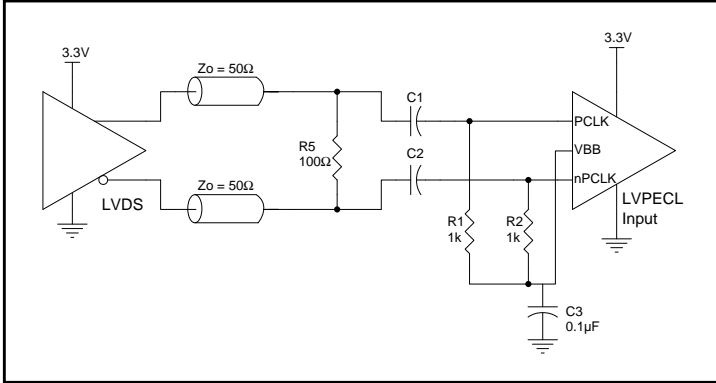 3.3V
Zo = 50Ω
R5
100Ω
Zo = 50Ω
LVDS
C1
C2
R1
1k
R2
1k
C3
0.1µF
3.3V
PCLK
VBB
nPCLK
LVPECL
Input